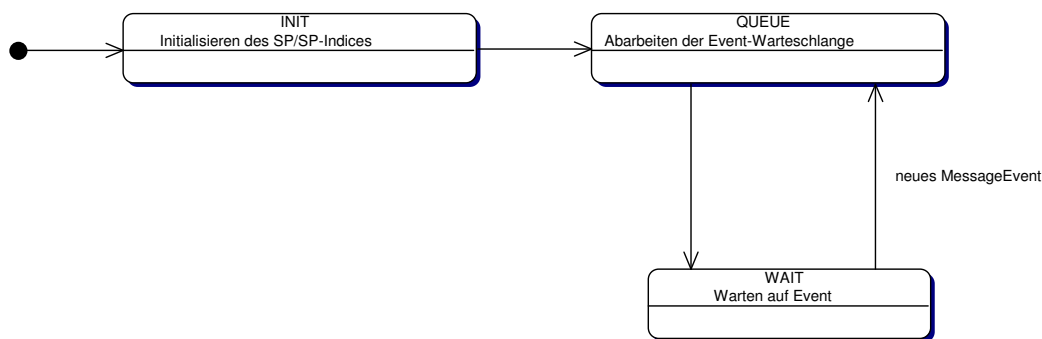 INIT
Initialisieren des SP/SP-Indices
QUEUE
Abarbeiten der Event-Warteschlange
neues MessageEvent
WAIT
Warten auf Event